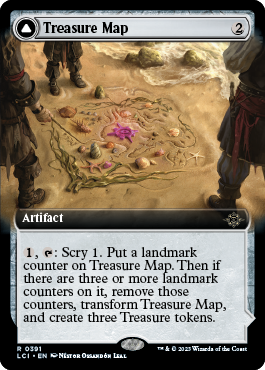 Treasure Map 2
Artifact
1, T: Scry 1. Put a landmark
counter on Treasure Map. Then if
there are three or more landmark
counters on it, remove those
counters, transform Treasure Map,
and create three Treasure tokens.
R 0391
LCI • EN Néstor Ossandón Leal
™ & © 2023 Wizards of the Coast